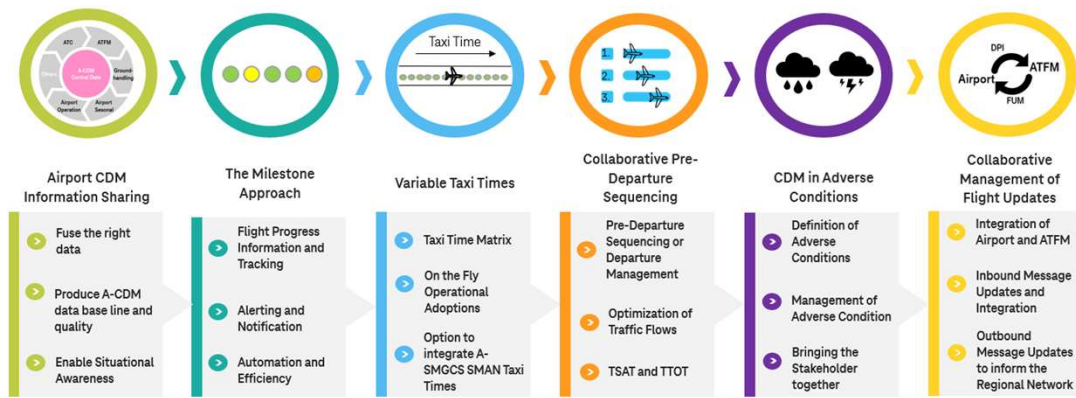 ATC
ATFM
Others
A-CDM
Central Data
Ground-
handling
Airport
Operation
Airport
Sesonal
Taxi Time
1.
2.
3.
DPI
Airport
ATFM
FUM
Airport CDM
Information Sharing
Fuse the right
data
Produce A-CDM
data base line and
quality
Enable Situational
Awareness
The Milestone
Approach
Flight Progress
Information and
Tracking
Alerting and
Notification
Automation and
Efficiency
Variable Taxi Times
Taxi Time Matrix
On the Fly
Operational
Adoptions
Option to
integrate A-
SMGCS SMAN Taxi
Times
Collaborative Pre-
Departure
Sequencing
Pre-Departure
Sequencing or
Departure
Management
Optimization of
Traffic Flows
TSAT and TTOT
CDM in Adverse
Conditions
Definition of
Adverse
Conditions
Management of
Adverse Condition
Bringing the
Stakeholder
together
Collaborative
Management of
Flight Updates
Integration of
Airport and ATFM
Inbound Message
Updates and
Integration
Outbound
Message Updates
to inform the
Regional Network